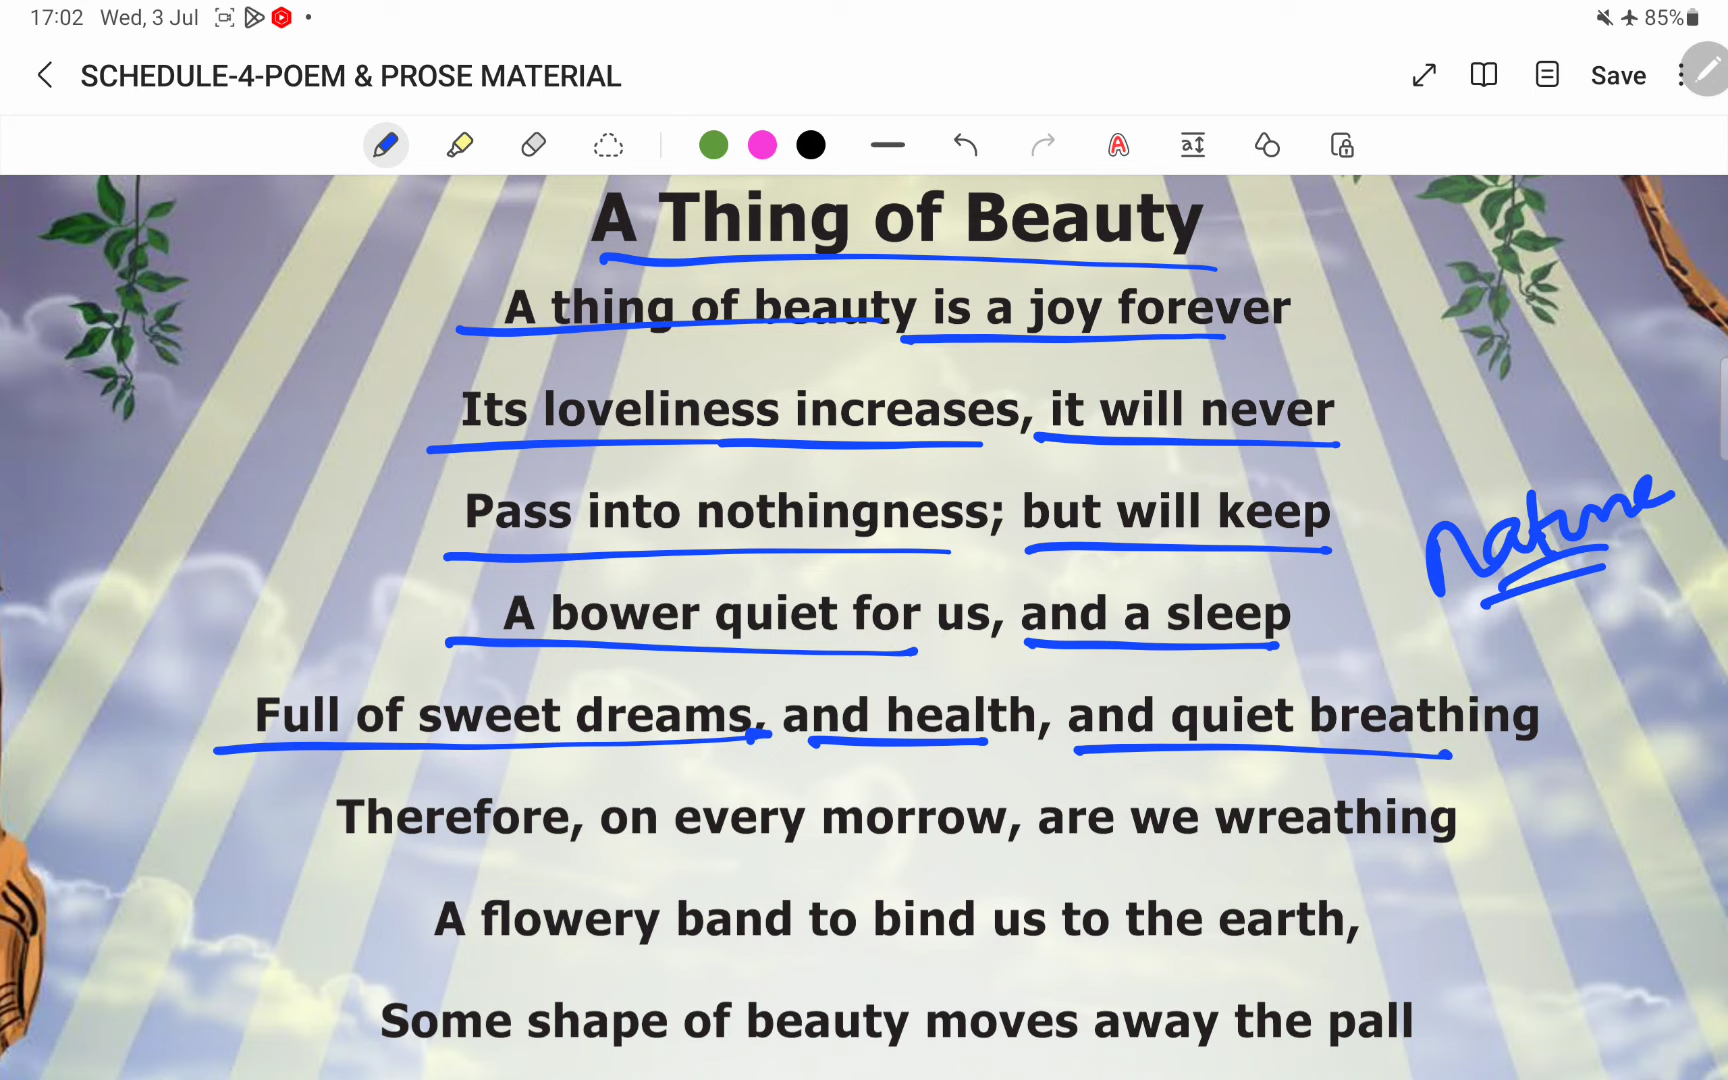 17:02 Wed, 3 Jul
85%
SCHEDULE-4-POEM & PROSE MATERIAL
Save
A Thing of Beauty
A thing of beauty is a joy forever
Its loveliness increases, it will never
Pass into nothingness; but will keep
nature
A bower quiet for us, and a sleep
Full of sweet dreams, and health, and quiet breathing
Therefore, on every morrow, are we wreathing
A flowery band to bind us to the earth,
Some shape of beauty moves away the pall